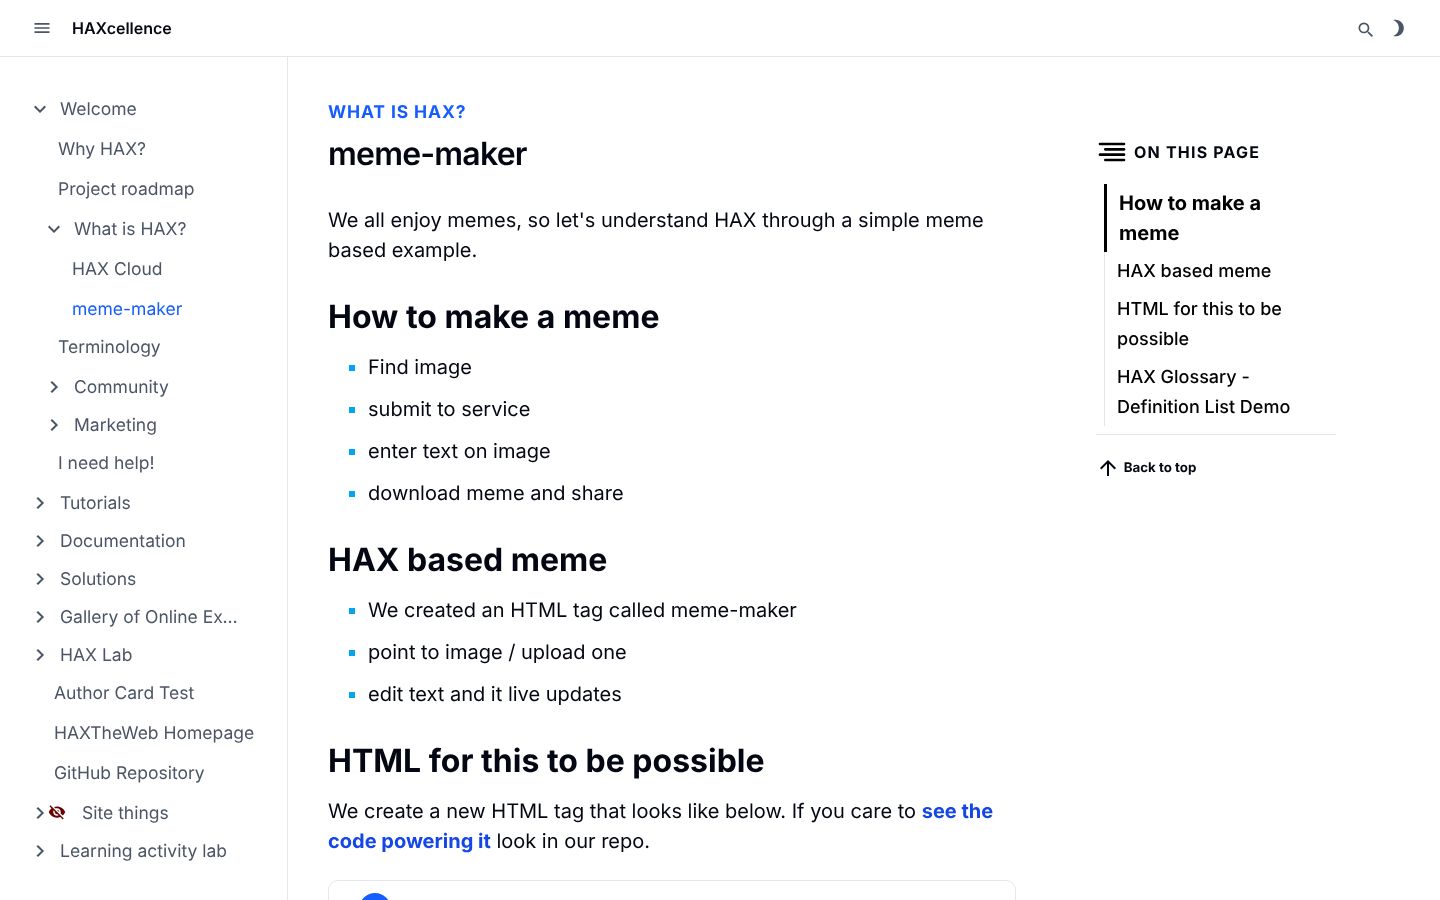 HAXcellence
Welcome
Why HAX?
Project roadmap
What is HAX?
HAX Cloud
meme-maker
Terminology
Community
Marketing
I need help!
Tutorials
Documentation
Solutions
Gallery of Online Ex...
HAX Lab
Author Card Test
HAXTheWeb Homepage
GitHub Repository
Site things
Learning activity lab
WHAT IS HAX?
meme-maker
We all enjoy memes, so let's understand HAX through a simple meme
based example.
How to make a meme
Find image
submit to service
enter text on image
download meme and share
HAX based meme
We created an HTML tag called meme-maker
point to image / upload one
edit text and it live updates
HTML for this to be possible
We create a new HTML tag that looks like below. If you care to see the
code powering it look in our repo.
ON THIS PAGE
How to make a
meme
HAX based meme
HTML for this to be
possible
HAX Glossary -
Definition List Demo
Back to top